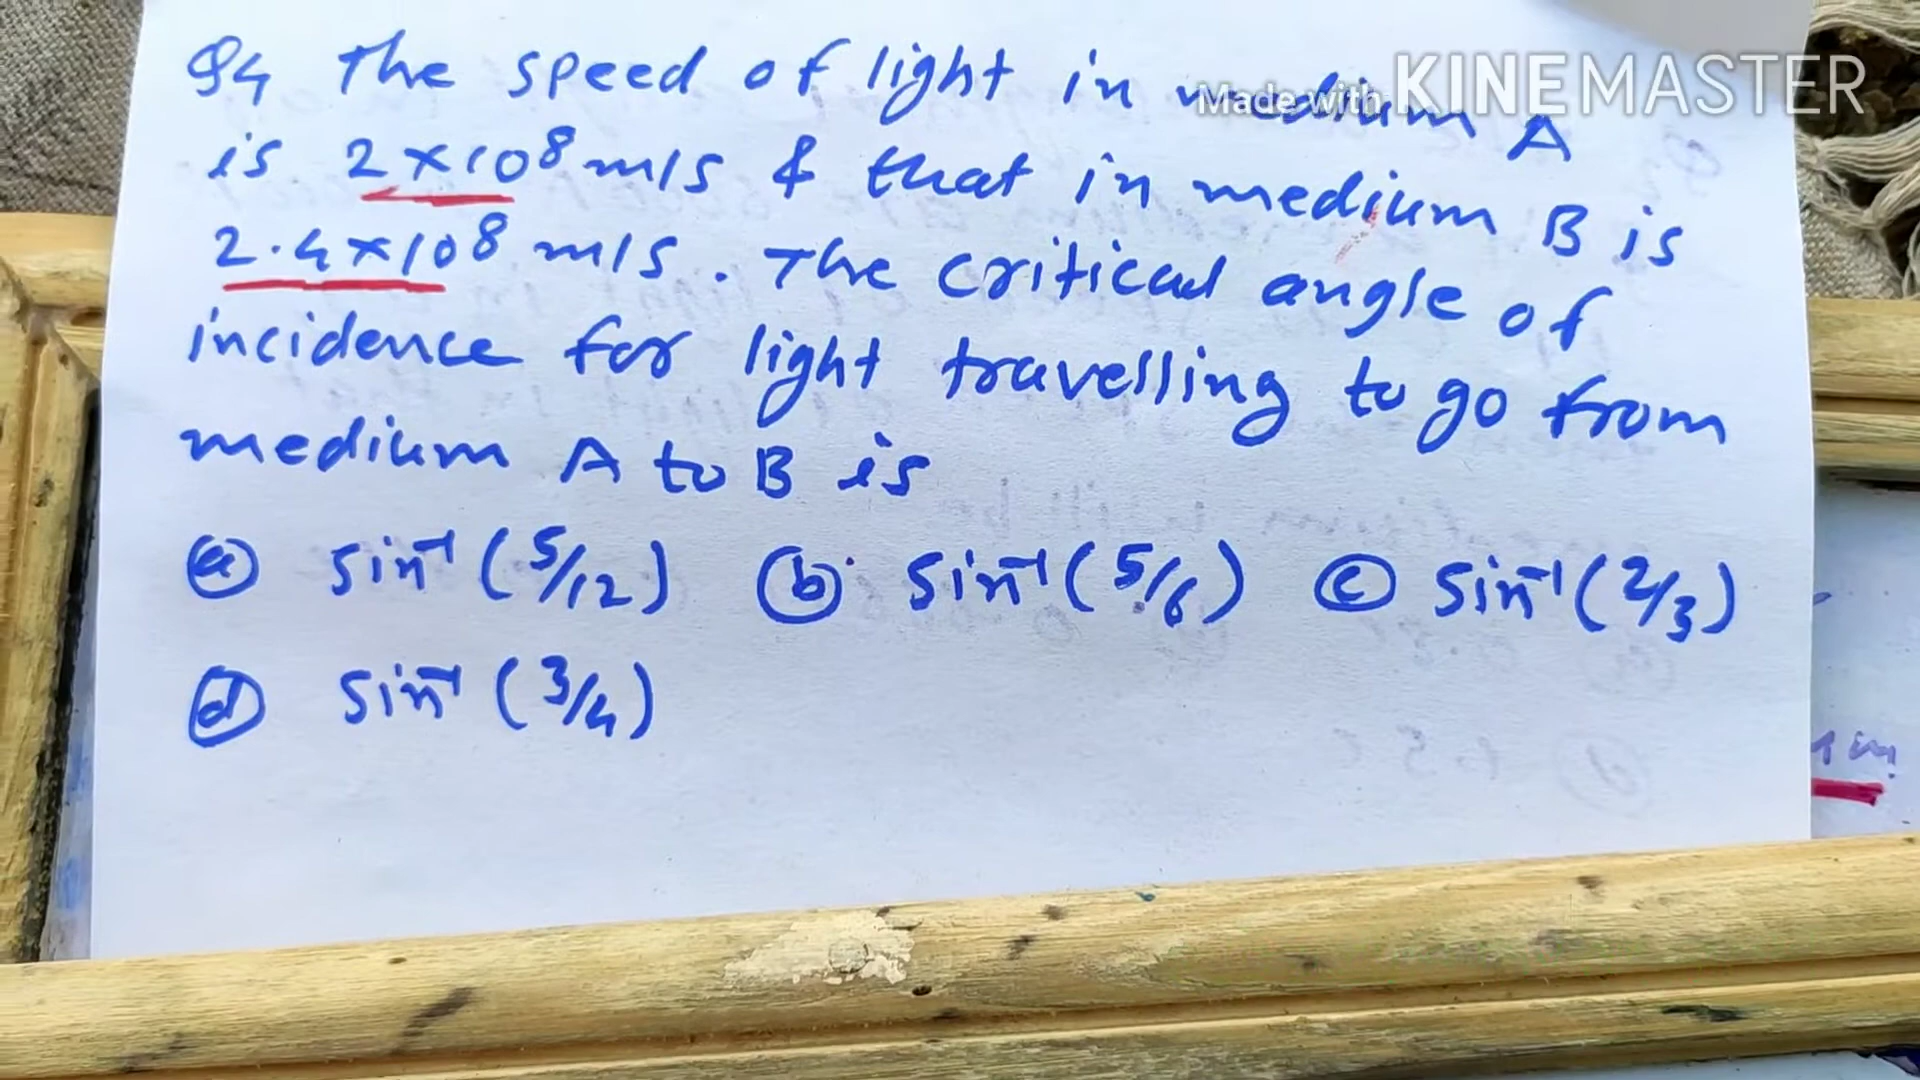 Q4 The speed of light in medium A
Made with KINEMASTER
is 2×10⁸ m/s & that in medium B is
2.4×10⁸ m/s. The critical angle of
incidence for light travelling to go from
medium A to B is
ⓐ Sin⁻¹ (5/12) ⓑ Sin⁻¹ (5/6) ⓒ Sin⁻¹ (2/3)
ⓓ Sin⁻¹ (3/4)